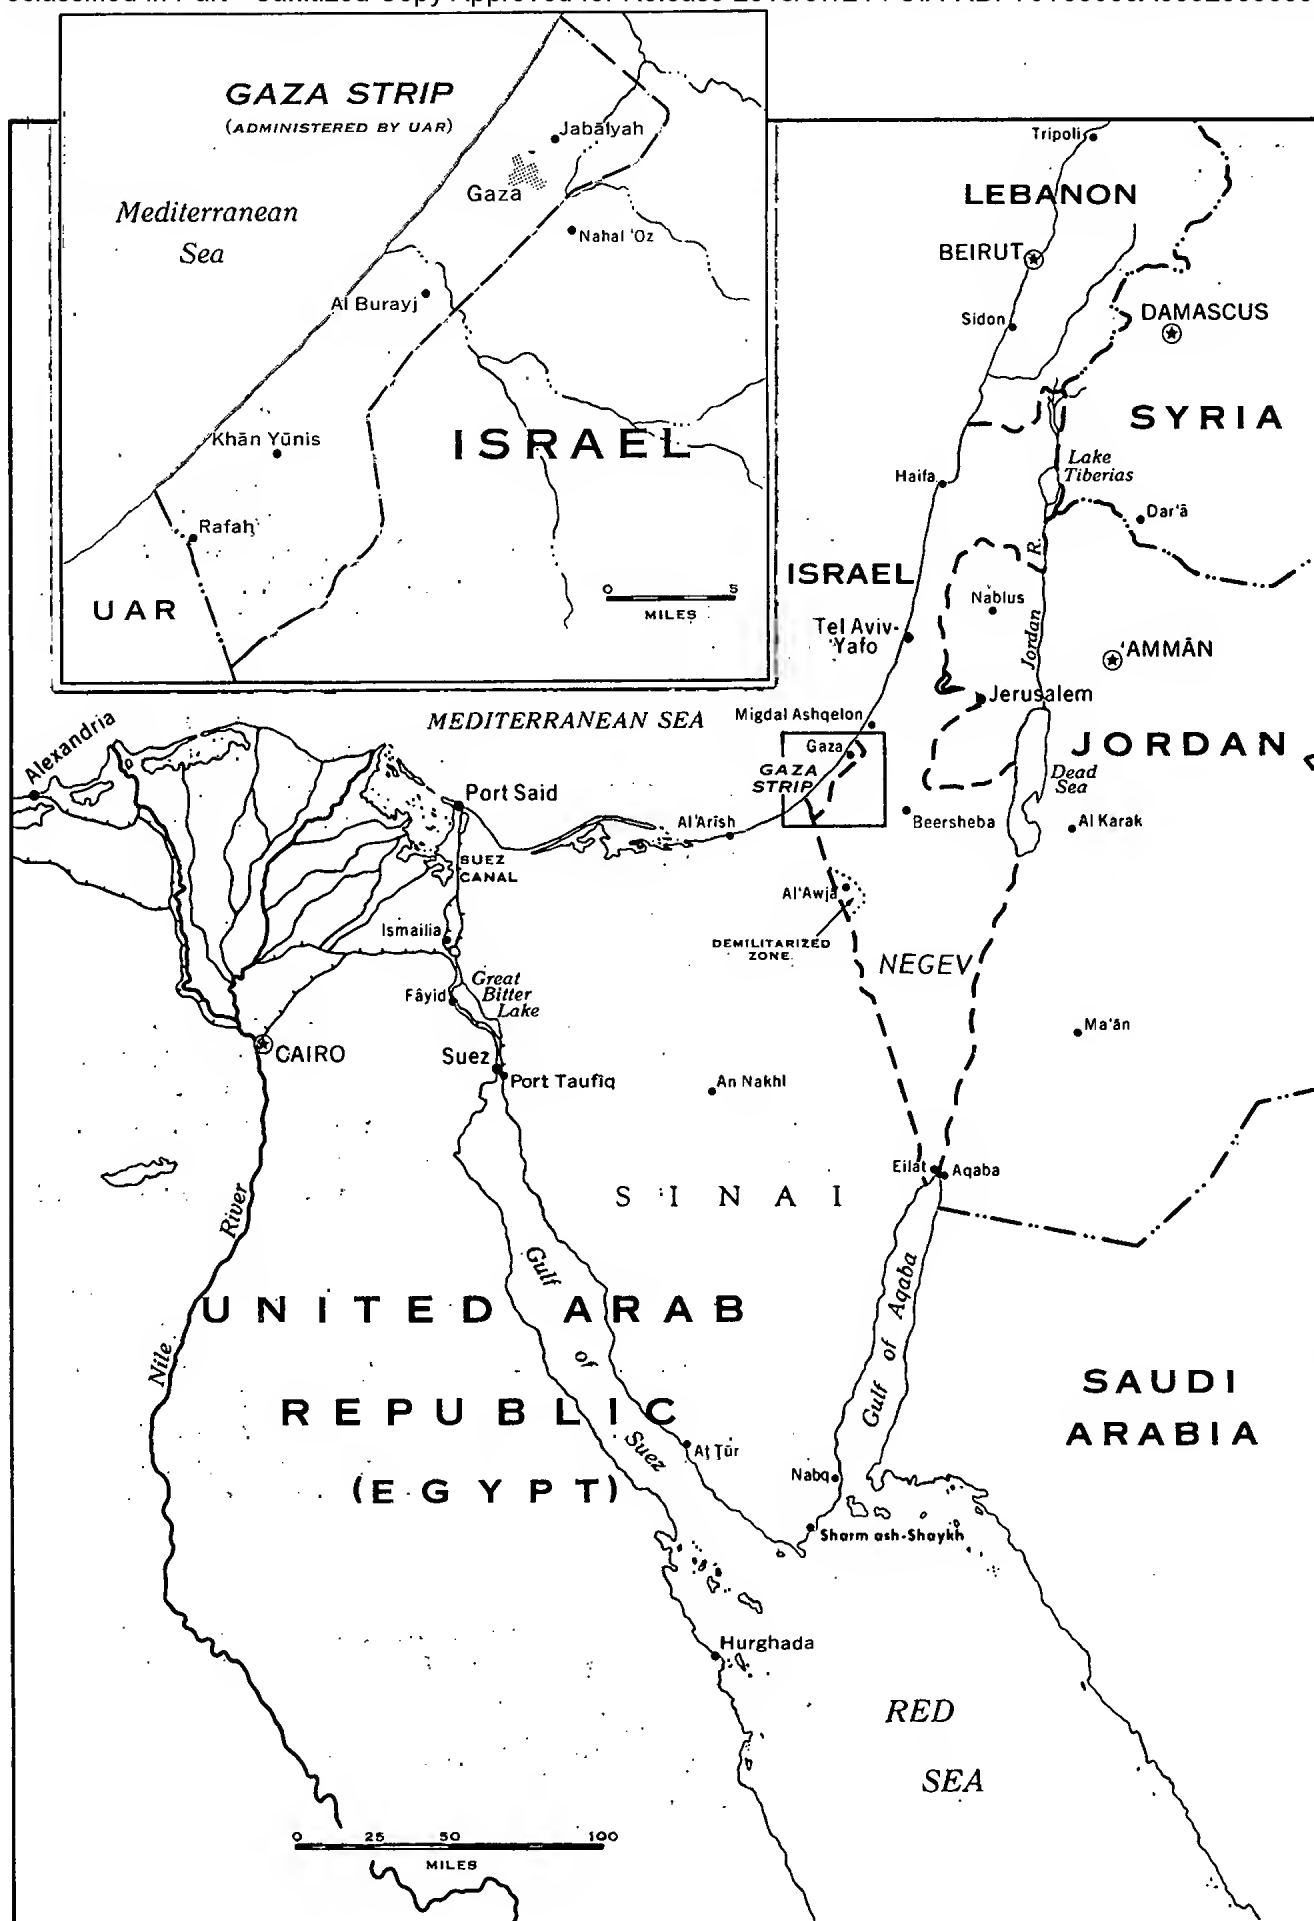 GAZA STRIP
(ADMINISTERED BY UAR)
Jabālyah
Gaza
Mediterranean
Sea
Nahal 'Oz
Al Burayj
Khān Yūnis
ISRAEL
Rafaḥ
UAR
0 5
MILES
Tripoli
LEBANON
BEIRUT
Sidon
DAMASCUS
SYRIA
Lake
Tiberias
Haifa
Dar'ā
ISRAEL
Nablus
Jordan R.
Tel Aviv-
Yafo
'AMMĀN
Jerusalem
MEDITERRANEAN SEA
Migdal Ashqelon
Gaza
GAZA
STRIP
JORDAN
Dead
Sea
Alexandria
Port Said
Al 'Arīsh
Beersheba
Al Karak
SUEZ
CANAL
Al 'Awja
Ismailia
DEMILITARIZED
ZONE
NEGEV
Great
Bitter
Lake
Fâyid
Ma'ān
CAIRO
Suez
Port Taufiq
An Nakhl
Eilat
Aqaba
SINAI
Nile River
Gulf of Suez
Gulf of Aqaba
UNITED ARAB
REPUBLIC
(EGYPT)
SAUDI
ARABIA
Aṭ Ṭūr
Nabq
Sharm ash-Shaykh
Hurghada
RED
SEA
0 25 50 100
MILES